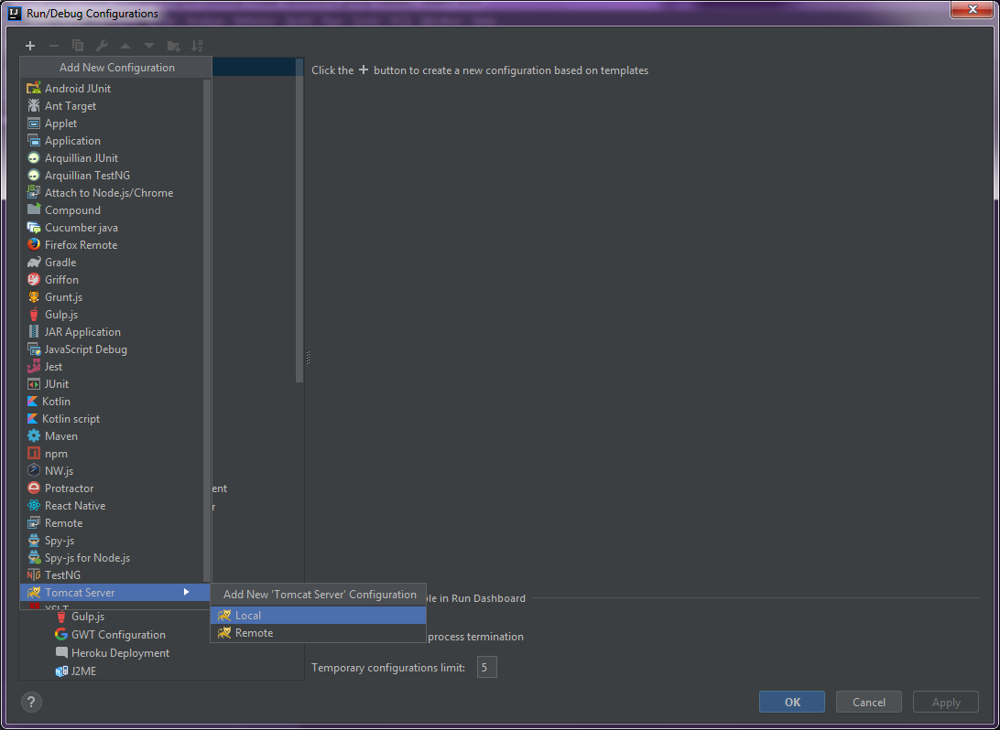 Run/Debug Configurations
Add New Configuration
Click the + button to create a new configuration based on templates
Android JUnit
Ant Target
Applet
Application
Arquillian JUnit
Arquillian TestNG
Attach to Node.js/Chrome
Compound
Cucumber java
Firefox Remote
Gradle
Griffon
Grunt.js
Gulp.js
JAR Application
JavaScript Debug
Jest
JUnit
Kotlin
Kotlin script
Maven
npm
NW.js
Protractor
ent
React Native
r
Remote
Spy-js
Spy-js for Node.js
TestNG
Tomcat Server
Add New 'Tomcat Server' Configuration
ble in Run Dashboard
XSLT
Local
Remote
process termination
Gulp.js
GWT Configuration
Heroku Deployment
J2ME
Temporary configurations limit: 5
?
OK
Cancel
Apply